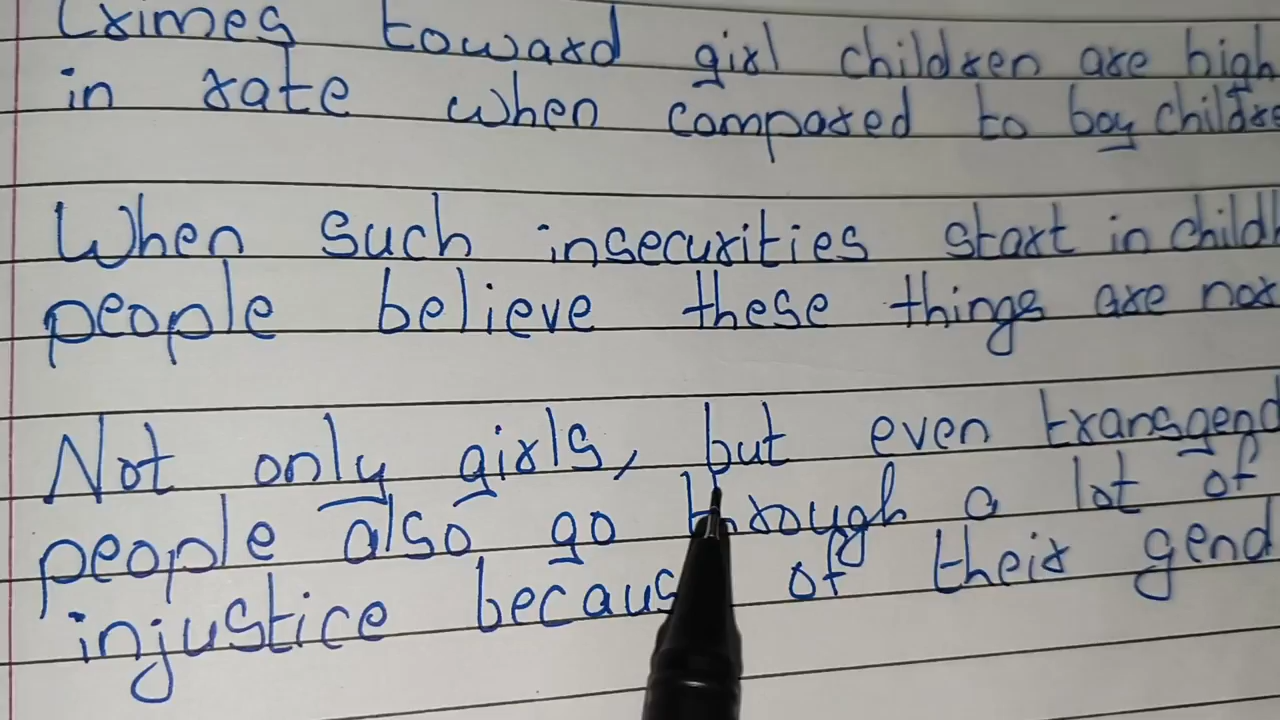 Crimes toward girl children are high
in rate when compared to boy childre
When such insecurities start in childh
people believe these things are nor
Not only girls, but even transgend
people also go through a lot of
injustice becaus of their gend